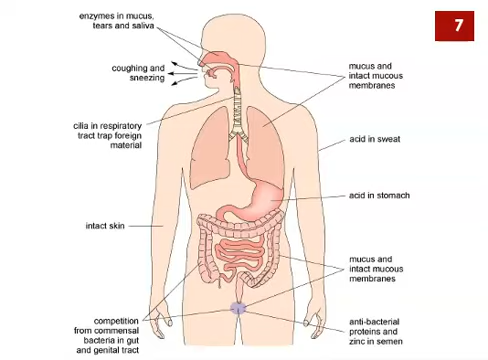 7
enzymes in mucus,
tears and saliva
coughing and
sneezing
cilia in respiratory
tract trap foreign
material
intact skin
competition
from commensal
bacteria in gut
and genital tract
mucus and
intact mucous
membranes
acid in sweat
acid in stomach
mucus and
intact mucous
membranes
anti-bacterial
proteins and
zinc in semen